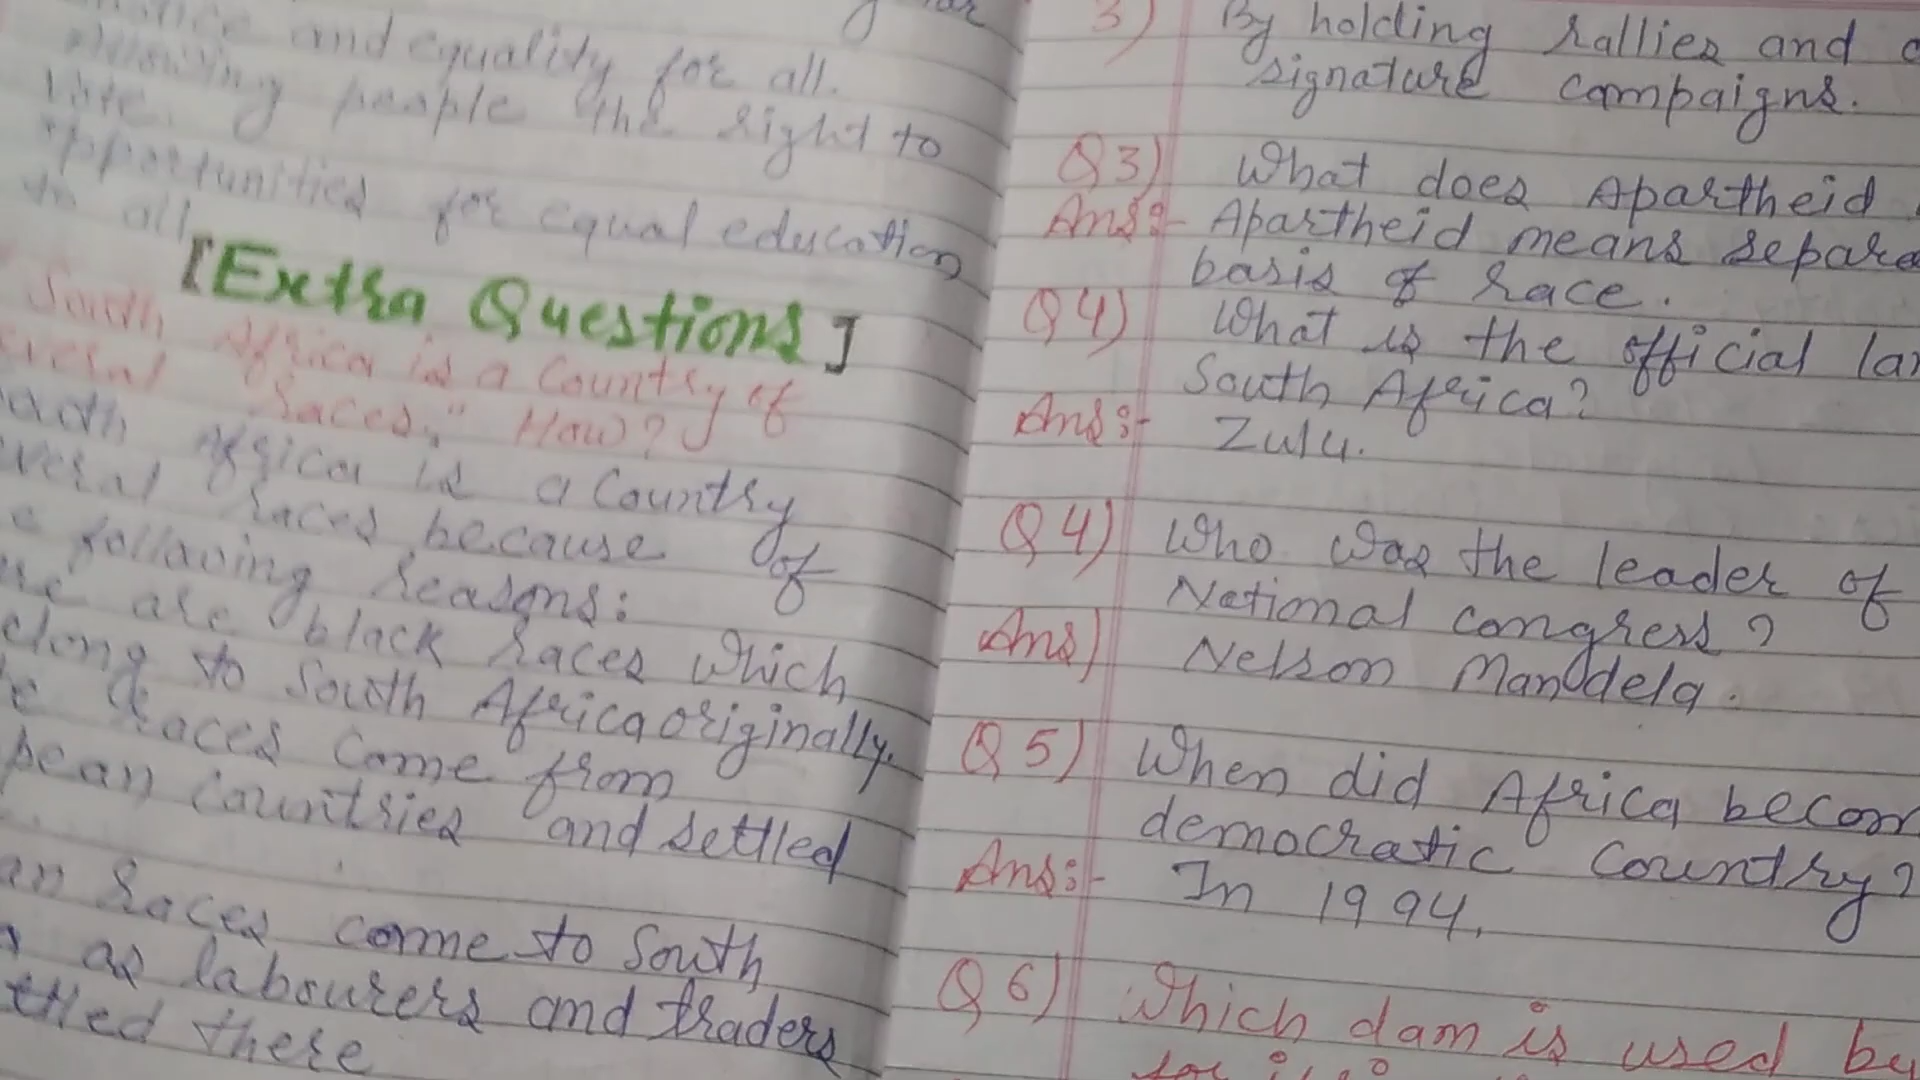 and equality for all.
people the right to
vote.
opportunities for equal education
to all
[Extra Questions]
South Africa is a Country of
Races," How?
Africa is a Country
races because of
following reasons:
are black races which
to South Africa originally.
races come from
countries and settled
races come to South
as labourers and traders
there
3) By holding rallies and
signature campaigns.
Q3) What does Apartheid
Ans:- Apartheid means
basis of race.
Q4) What is the official
South Africa?
Ans:- Zulu.
Q4) Who was the leader of
National congress?
Ans) Nelson Mandela.
Q5) When did Africa becom
democratic Country?
Ans:- In 1994.
Q6) Which dam is used by